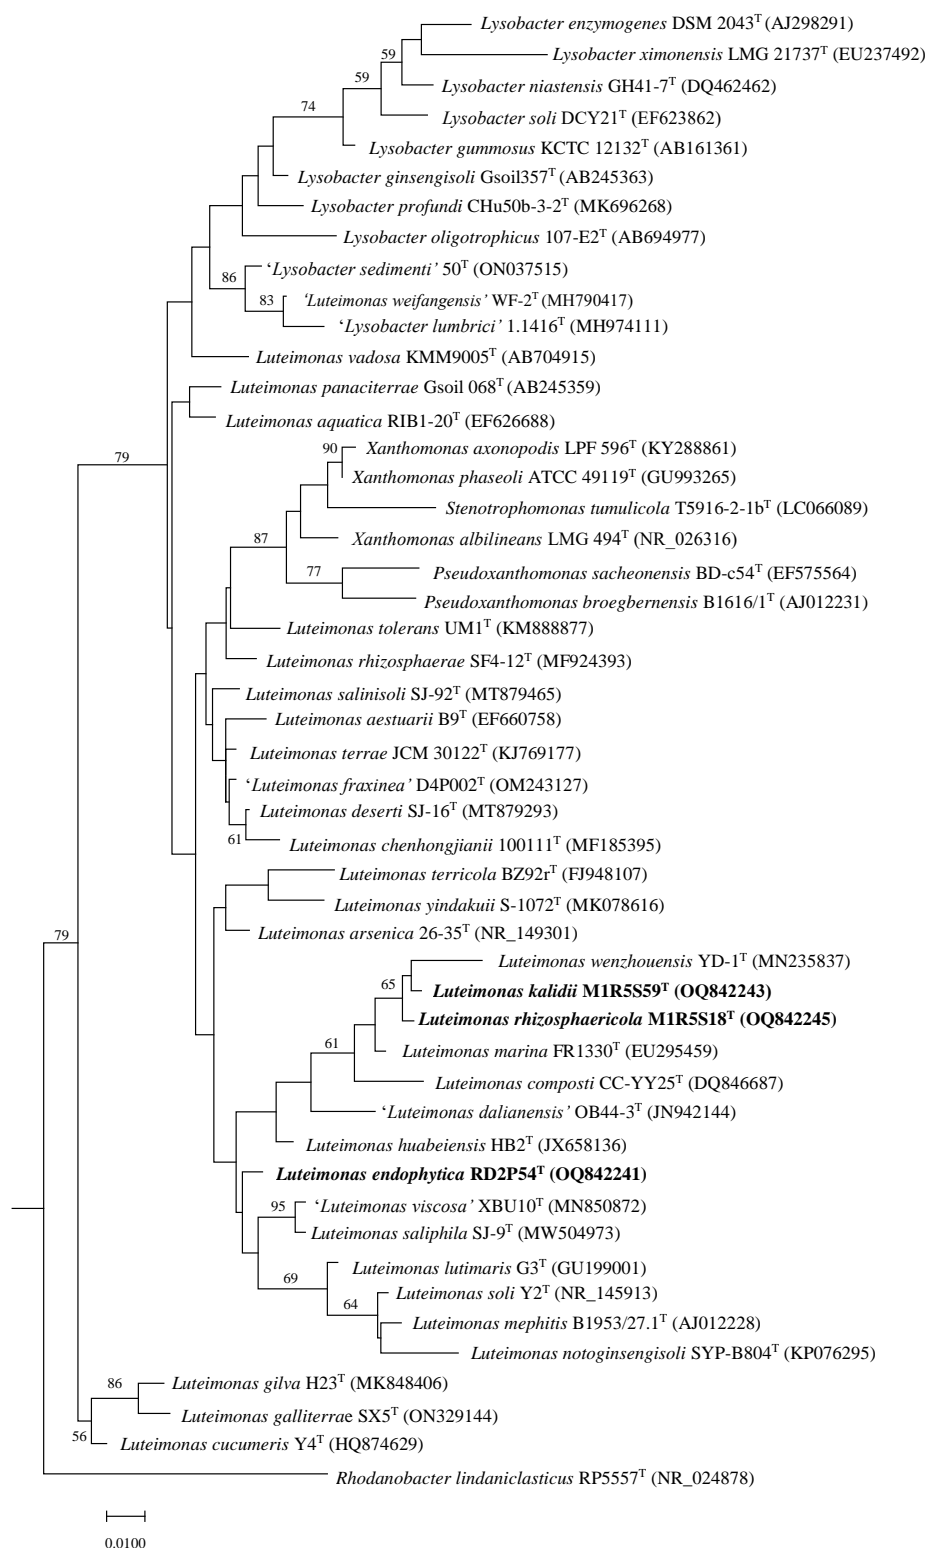 Lysobacter enzymogenes DSM 2043ᵀ (AJ298291)
59
Lysobacter ximonensis LMG 21737ᵀ (EU237492)
59
Lysobacter niastensis GH41-7ᵀ (DQ462462)
74
Lysobacter soli DCY21ᵀ (EF623862)
Lysobacter gummosus KCTC 12132ᵀ (AB161361)
Lysobacter ginsengisoli Gsoil357ᵀ (AB245363)
Lysobacter profundi CHu50b-3-2ᵀ (MK696268)
Lysobacter oligotrophicus 107-E2ᵀ (AB694977)
86
‘Lysobacter sedimenti’ 50ᵀ (ON037515)
83
‘Luteimonas weifangensis’ WF-2ᵀ (MH790417)
‘Lysobacter lumbrici’ 1.1416ᵀ (MH974111)
Luteimonas vadosa KMM9005ᵀ (AB704915)
Luteimonas panaciterrae Gsoil 068ᵀ (AB245359)
Luteimonas aquatica RIB1-20ᵀ (EF626688)
79
90
Xanthomonas axonopodis LPF 596ᵀ (KY288861)
Xanthomonas phaseoli ATCC 49119ᵀ (GU993265)
Stenotrophomonas tumulicola T5916-2-1bᵀ (LC066089)
87
Xanthomonas albilineans LMG 494ᵀ (NR_026316)
77
Pseudoxanthomonas sacheonensis BD-c54ᵀ (EF575564)
Pseudoxanthomonas broegbernensis B1616/1ᵀ (AJ012231)
Luteimonas tolerans UM1ᵀ (KM888877)
Luteimonas rhizosphaerae SF4-12ᵀ (MF924393)
Luteimonas salinisoli SJ-92ᵀ (MT879465)
Luteimonas aestuarii B9ᵀ (EF660758)
Luteimonas terrae JCM 30122ᵀ (KJ769177)
‘Luteimonas fraxinea’ D4P002ᵀ (OM243127)
Luteimonas deserti SJ-16ᵀ (MT879293)
61
Luteimonas chenhongjianii 100111ᵀ (MF185395)
Luteimonas terricola BZ92rᵀ (FJ948107)
Luteimonas yindakuii S-1072ᵀ (MK078616)
Luteimonas arsenica 26-35ᵀ (NR_149301)
79
Luteimonas wenzhouensis YD-1ᵀ (MN235837)
65
Luteimonas kalidii M1R5S59ᵀ (OQ842243)
Luteimonas rhizosphaericola M1R5S18ᵀ (OQ842245)
61
Luteimonas marina FR1330ᵀ (EU295459)
Luteimonas composti CC-YY25ᵀ (DQ846687)
‘Luteimonas dalianensis’ OB44-3ᵀ (JN942144)
Luteimonas huabeiensis HB2ᵀ (JX658136)
Luteimonas endophytica RD2P54ᵀ (OQ842241)
95
‘Luteimonas viscosa’ XBU10ᵀ (MN850872)
Luteimonas saliphila SJ-9ᵀ (MW504973)
69
Luteimonas lutimaris G3ᵀ (GU199001)
64
Luteimonas soli Y2ᵀ (NR_145913)
Luteimonas mephitis B1953/27.1ᵀ (AJ012228)
Luteimonas notoginsengisoli SYP-B804ᵀ (KP076295)
86
Luteimonas gilva H23ᵀ (MK848406)
Luteimonas galliterrae SX5ᵀ (ON329144)
56
Luteimonas cucumeris Y4ᵀ (HQ874629)
Rhodanobacter lindaniclasticus RP5557ᵀ (NR_024878)
0.0100